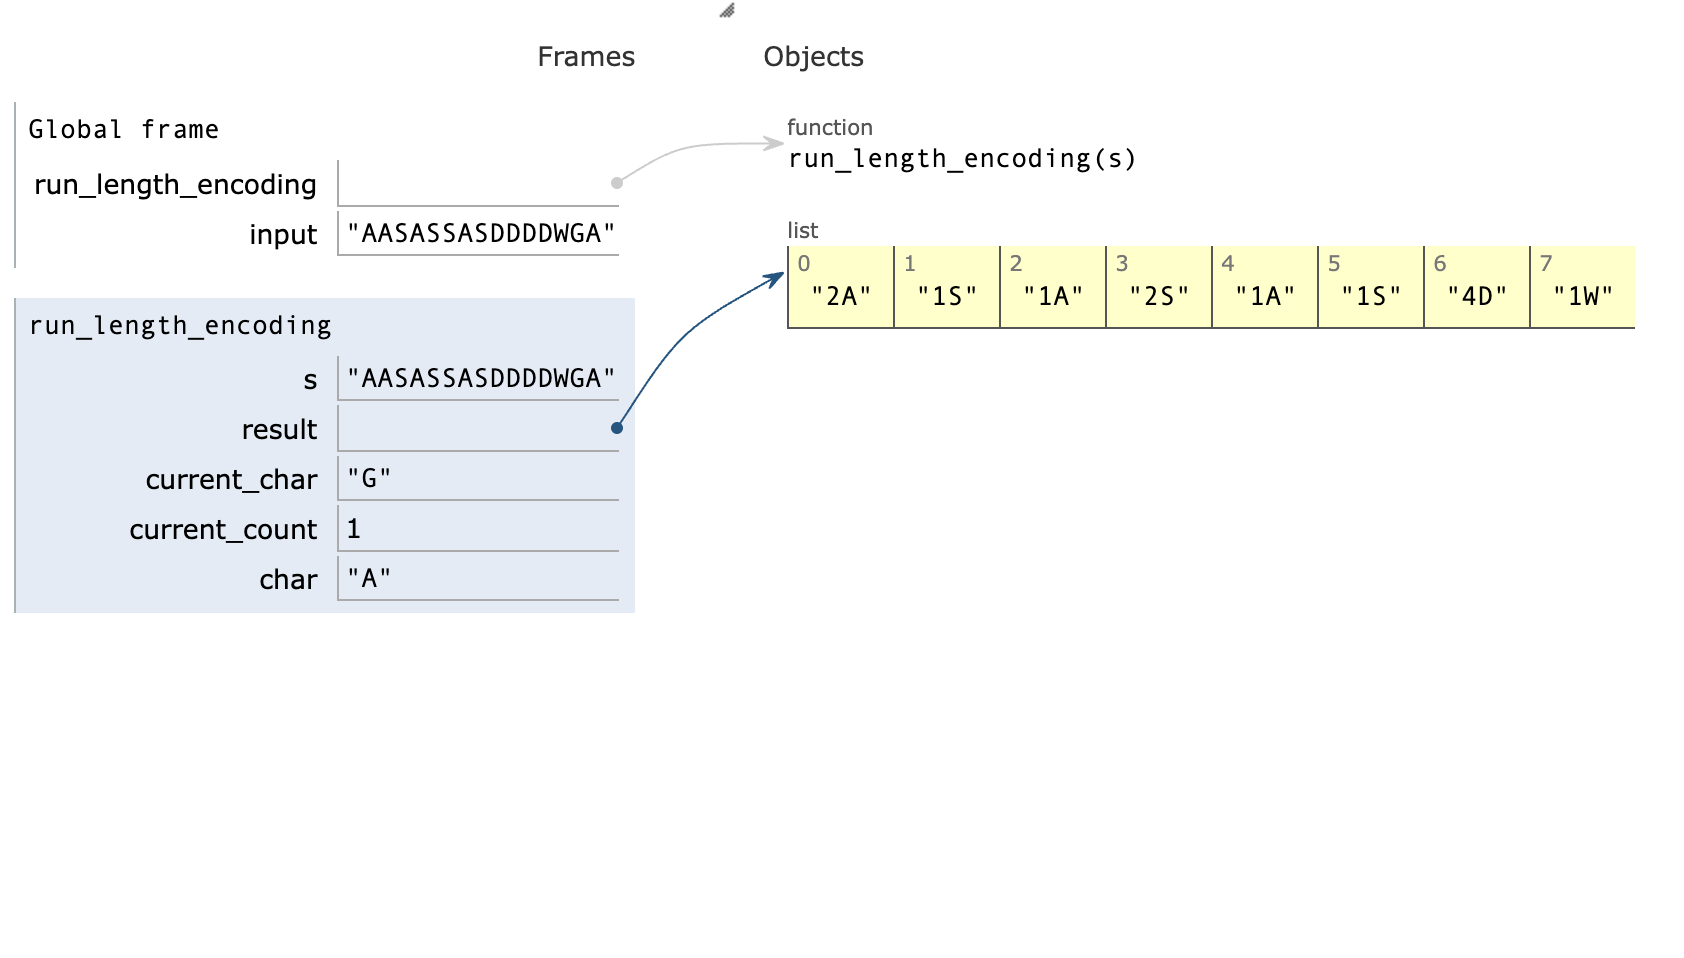 Frames Objects
Global frame
run_length_encoding
input "AASASSASDDDDWGA"
function
run_length_encoding(s)
list
0 1 2 3 4 5 6 7
"2A" "1S" "1A" "2S" "1A" "1S" "4D" "1W"
run_length_encoding
s "AASASSASDDDDWGA"
result
current_char "G"
current_count 1
char "A"